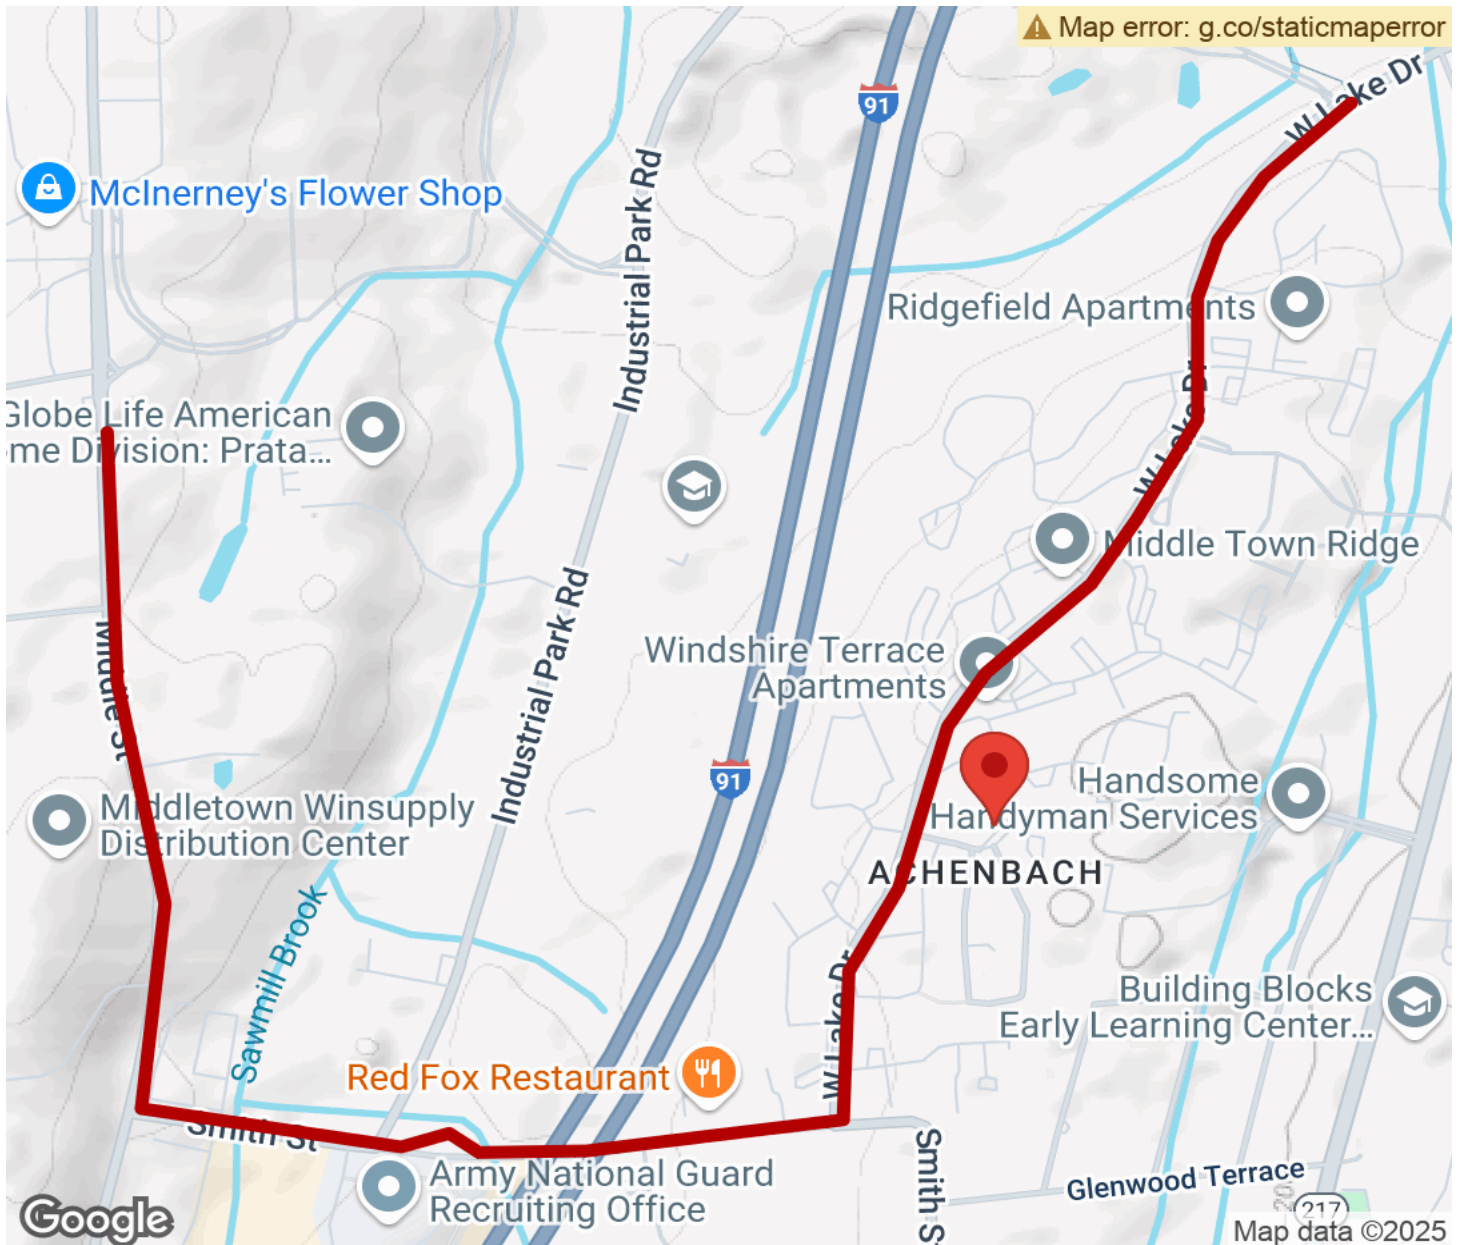 Map error: g.co/staticmaperror
W Lake Dr
91
McInerney's Flower Shop
Industrial Park Rd
Ridgefield Apartments
W Lake Dr
Globe Life American
me Division: Prata...
Middle Town Ridge
Industrial Park Rd
Windshire Terrace
Apartments
Middle St
91
Handsome
Handyman Services
Middletown Winsupply
Distribution Center
ACHENBACH
Sawmill Brook
W Lake Dr
Building Blocks
Early Learning Center...
Red Fox Restaurant
Smith St
Army National Guard
Recruiting Office
Smith S
Glenwood Terrace
217
Google
Map data ©2025